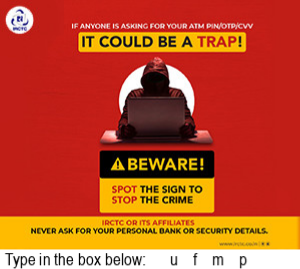 IRCTC
IF ANYONE IS ASKING FOR YOUR ATM PIN/OTP/CVV
IT COULD BE A TRAP!
BEWARE!
SPOT THE SIGN TO
STOP THE CRIME
IRCTC OR ITS AFFILIATES
NEVER ASK FOR YOUR PERSONAL BANK OR SECURITY DETAILS.
Type in the box below: u f m p